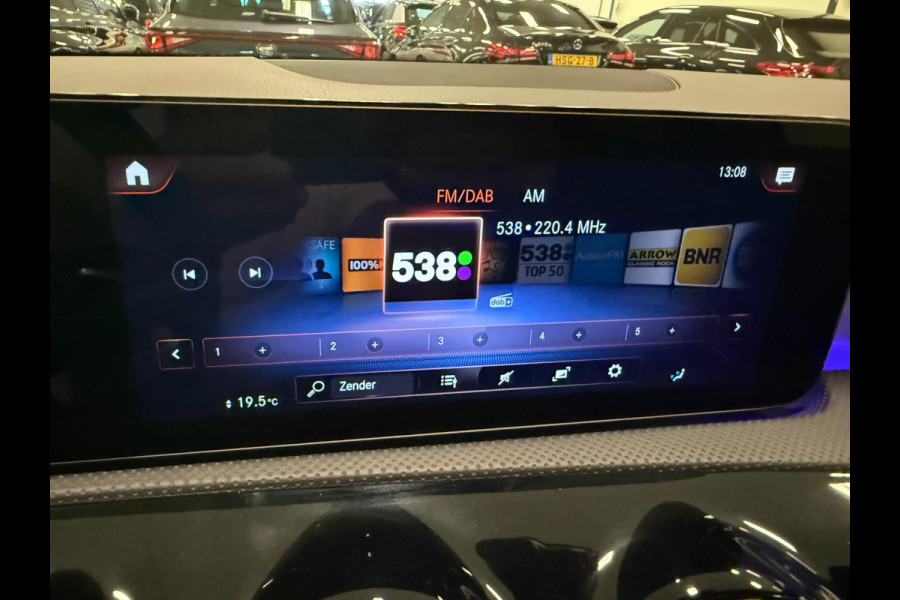 HSG-27-B
13:08
FM/DAB AM
538•220.4 MHz
SAFE
100%
538
538
TOP 50
ARROW
CLASSIC ROCK
BNR
dab+
1 + 2 + 3 + 4 + 5 +
Zender
19.5°C